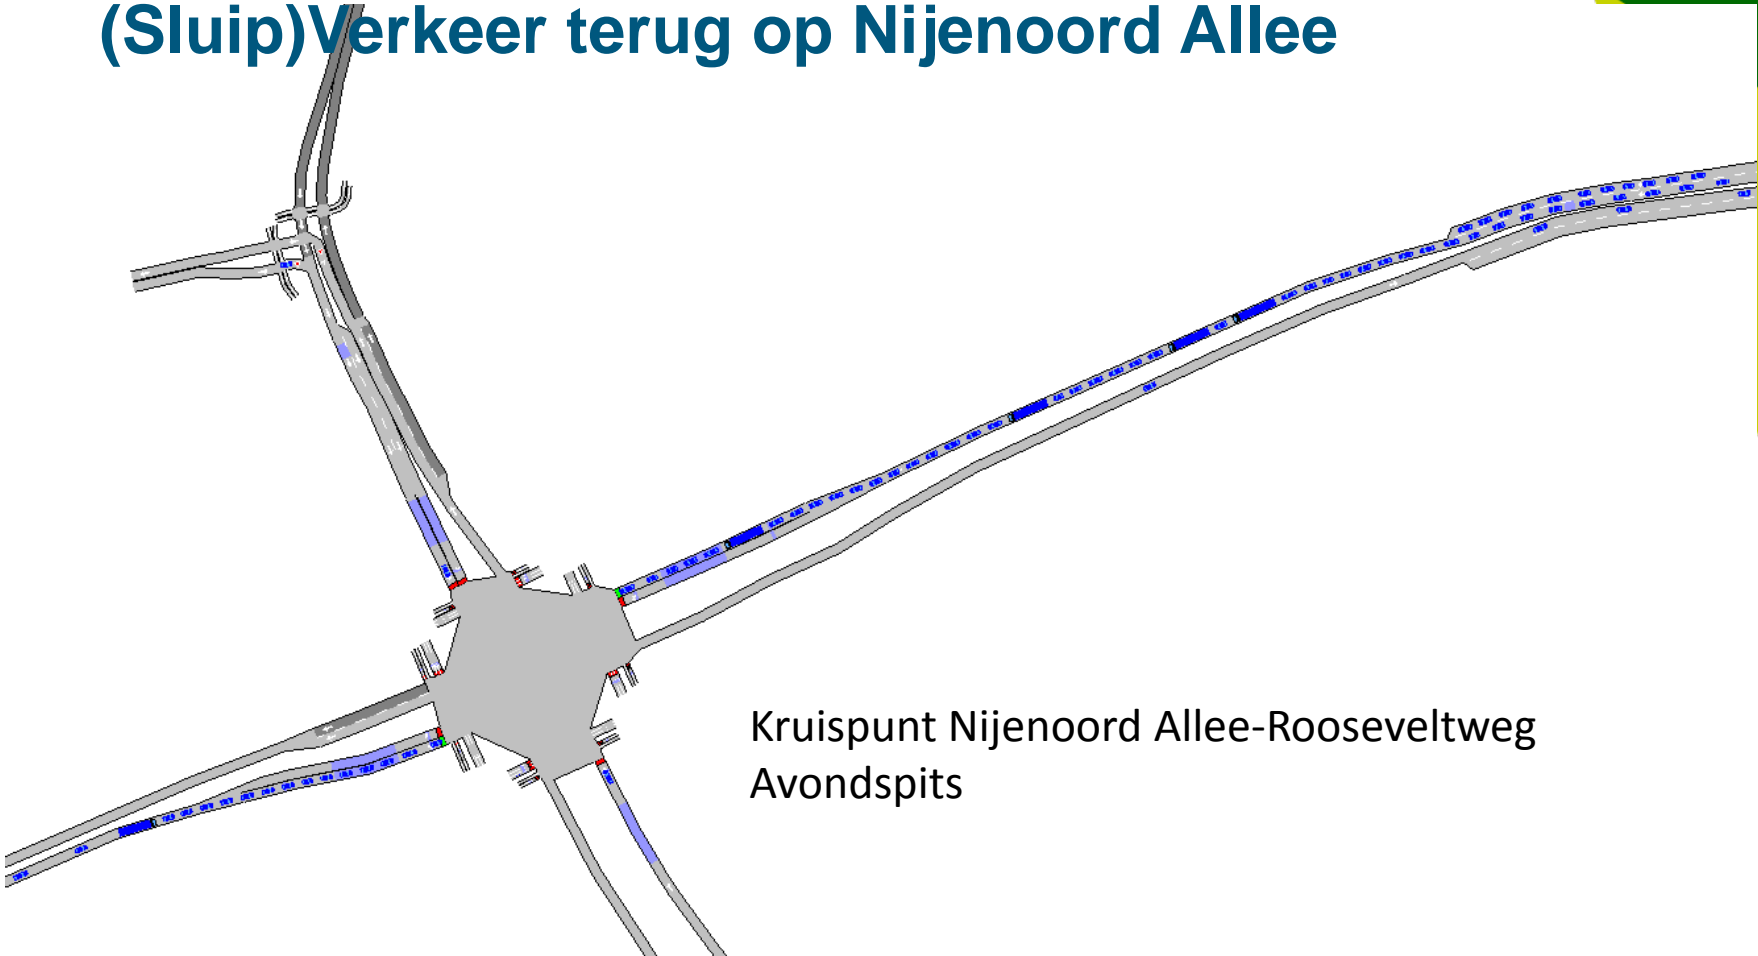 (Sluip)Verkeer terug op Nijenoord Allee
Kruispunt Nijenoord Allee-Rooseveltweg
Avondspits